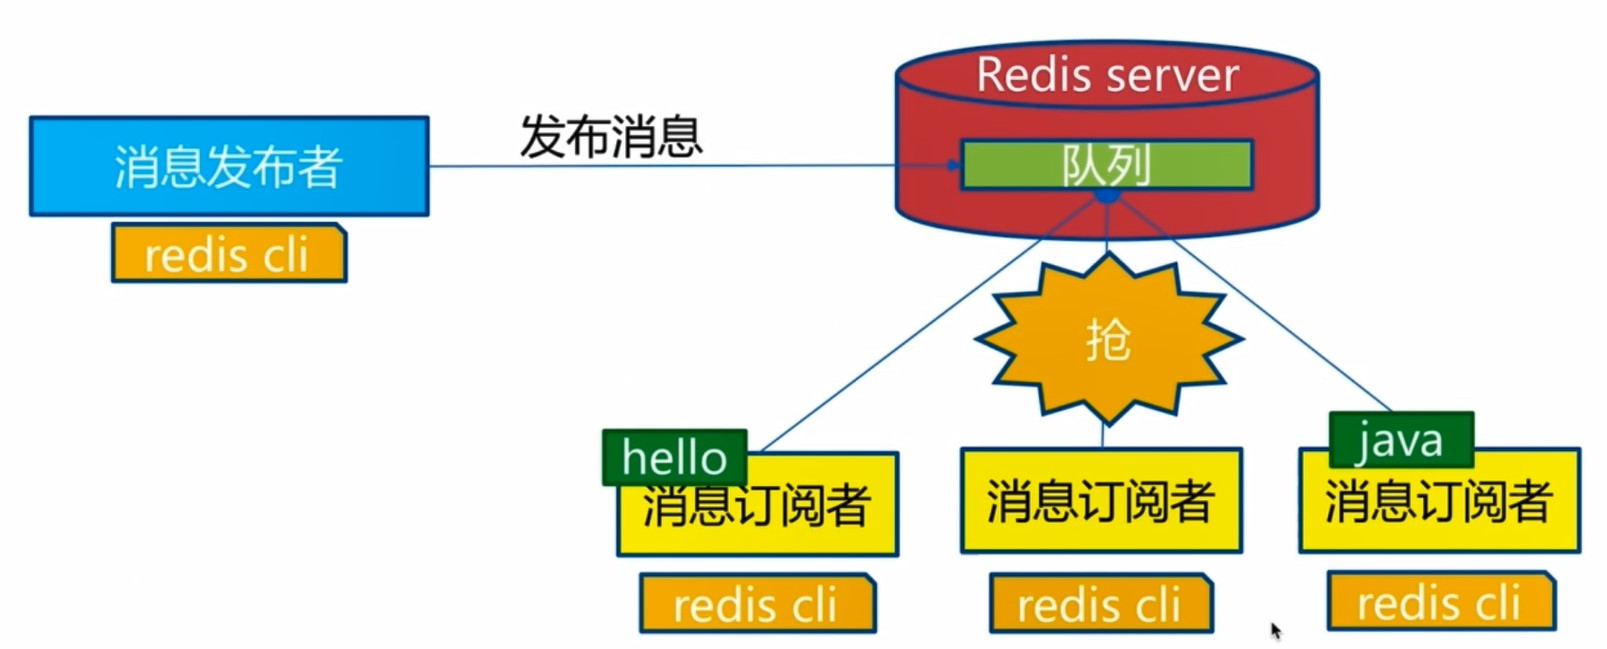 Redis server
发布消息
消息发布者
队列
redis cli
抢
hello
java
消息订阅者
消息订阅者
消息订阅者
redis cli
redis cli
redis cli